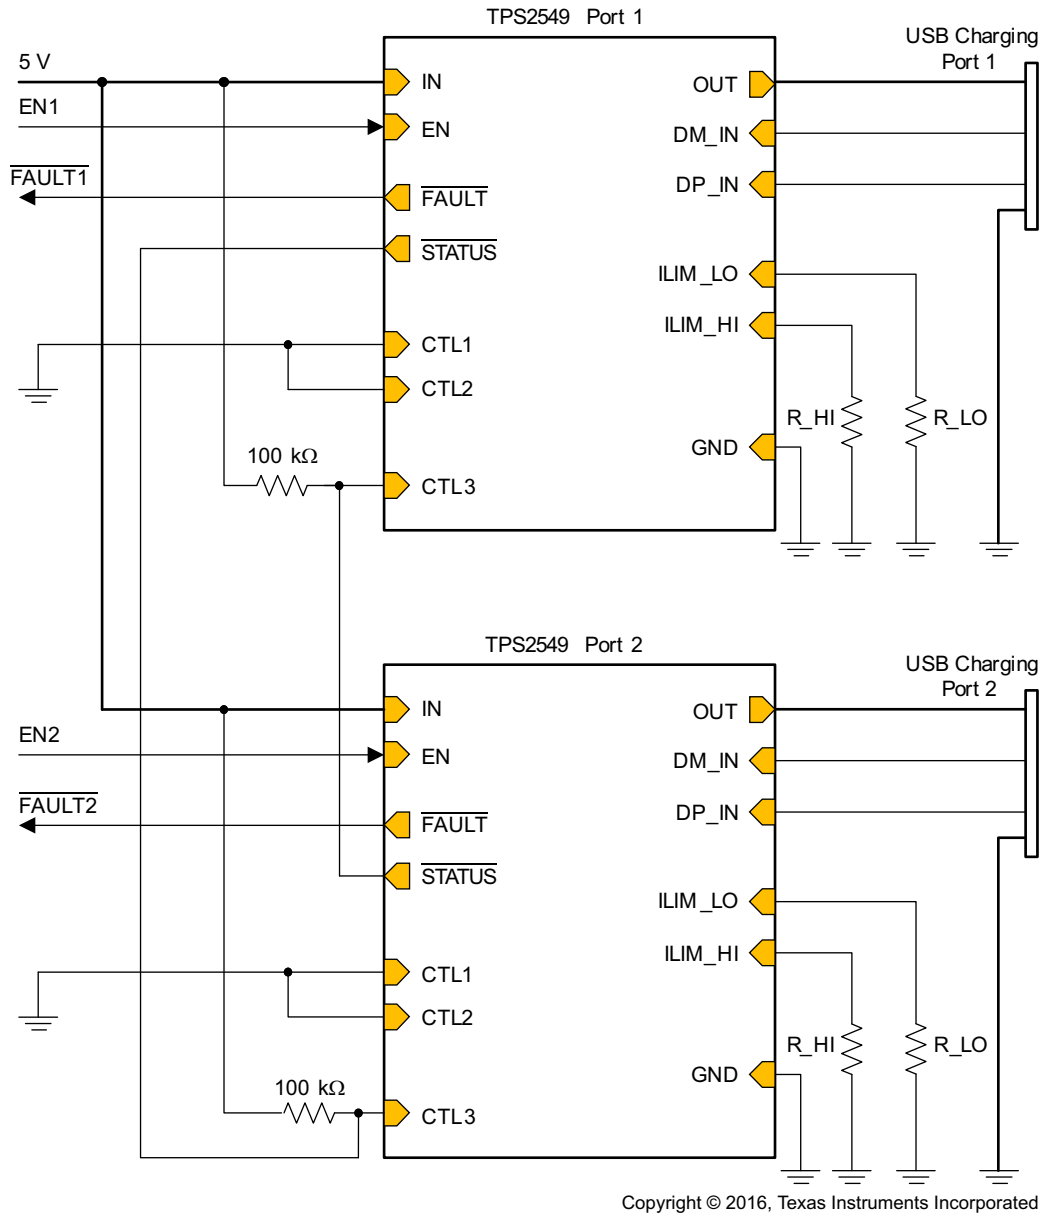 TPS2549 Port 1
USB Charging
Port 1
5 V
IN
OUT
EN1
EN
DM_IN
FAULT1
FAULT
DP_IN
STATUS
ILIM_LO
ILIM_HI
CTL1
CTL2
R_HI
R_LO
GND
100 kΩ
CTL3
TPS2549 Port 2
USB Charging
Port 2
IN
OUT
EN2
EN
DM_IN
FAULT2
FAULT
DP_IN
STATUS
ILIM_LO
ILIM_HI
CTL1
CTL2
R_HI
R_LO
GND
100 kΩ
CTL3
Copyright © 2016, Texas Instruments Incorporated